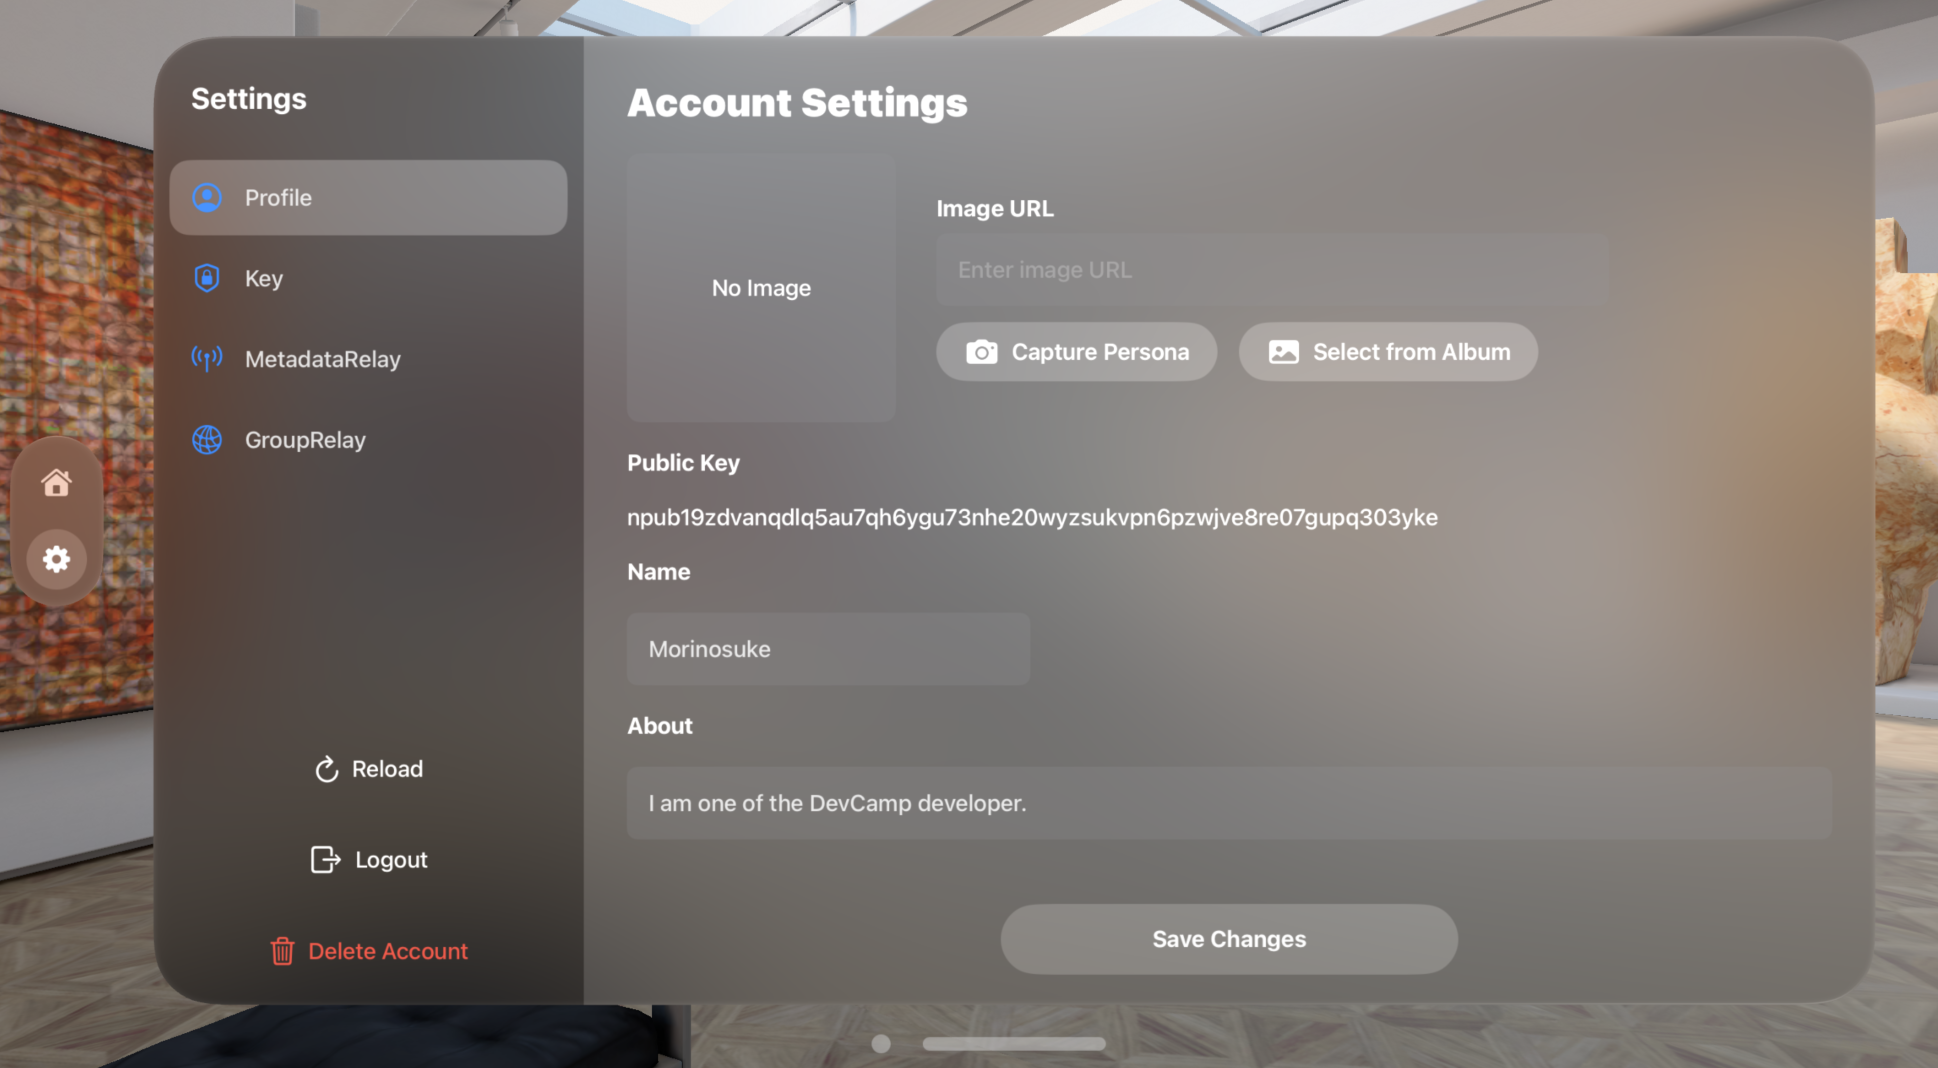 Settings
Profile
Key
MetadataRelay
GroupRelay
Reload
Logout
Delete Account
Account Settings
No Image
Image URL
Enter image URL
Capture Persona
Select from Album
Public Key
npub19zdvanqdlq5au7qh6ygu73nhe20wyzsukvpn6pzwjve8re07gupq303yke
Name
Morinosuke
About
I am one of the DevCamp developer.
Save Changes